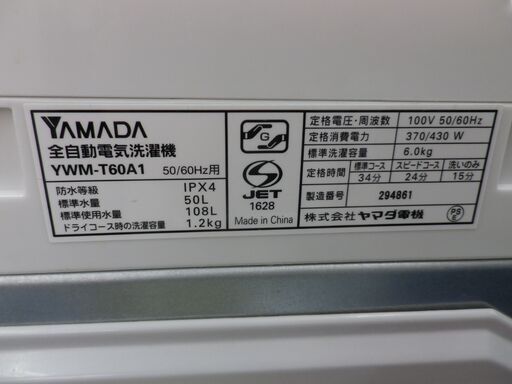 YAMADA
全自動電気洗濯機
YWM-T60A1 50/60Hz用
防水等級 IPX4
標準水量 50L
標準使用水量 108L
ドライコース時の洗濯容量 1.2kg
G
S
JET
1628
Made in China
定格電圧・周波数 100V 50/60Hz
定格消費電力 370/430 W
標準洗濯容量 6.0kg
定格時間 標準コース スピードコース 洗いのみ
34分 24分 15分
製造番号 294861
株式会社ヤマダ電機
PS
E